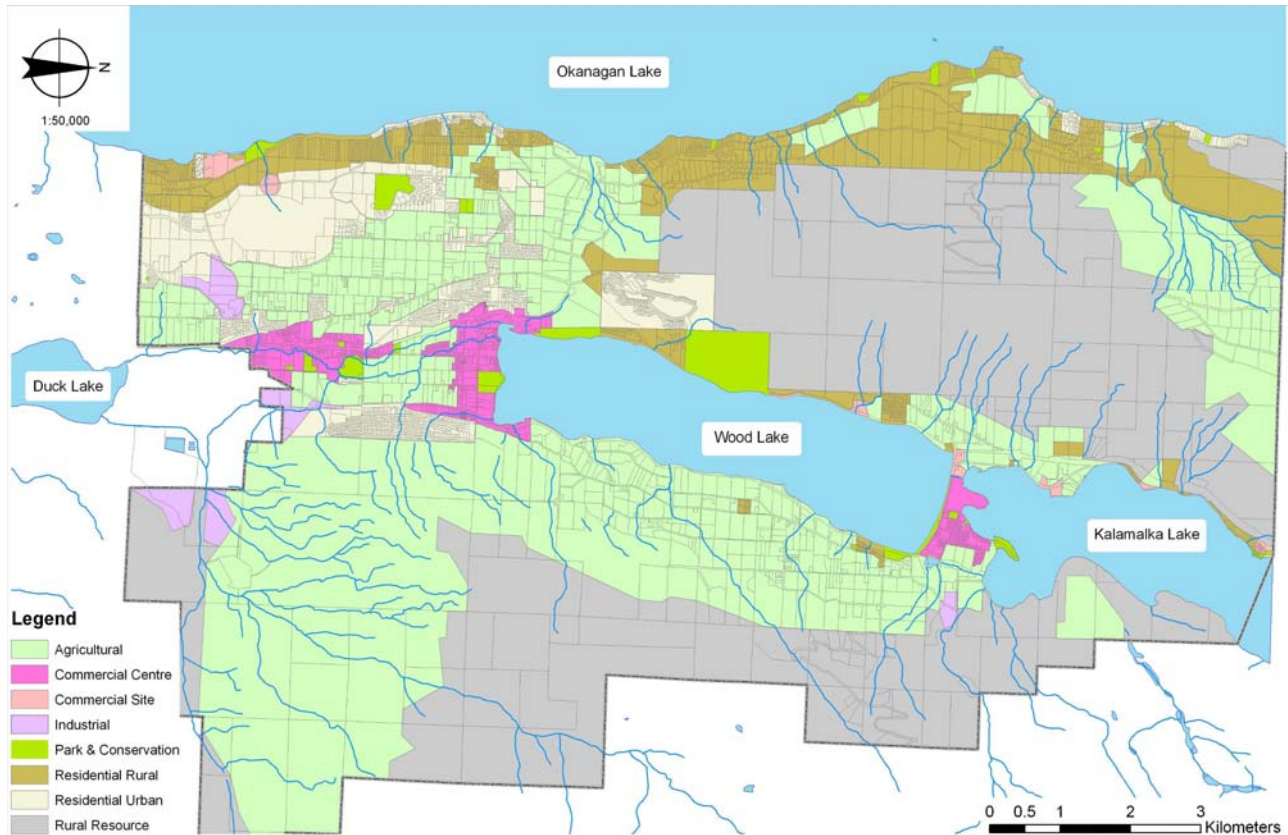 Okanagan Lake
N
1:50,000
Duck Lake
Wood Lake
Kalamalka Lake
Legend
Agricultural
Commercial Centre
Commercial Site
Industrial
Park & Conservation
Residential Rural
Residential Urban
Rural Resource
0 0.5 1 2 3
Kilometers